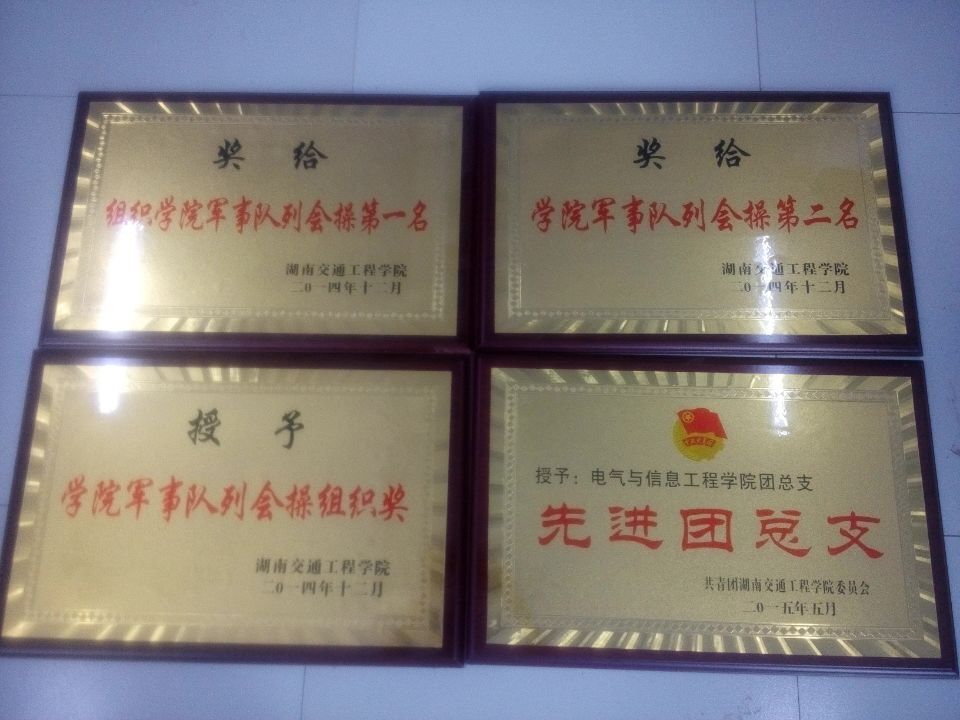 奖 给
组织学院军事队列会操第一名
湖南交通工程学院
二0一四年十二月
奖 给
学院军事队列会操第二名
湖南交通工程学院
二0一四年十二月
授 予
学院军事队列会操组织奖
湖南交通工程学院
二0一四年十二月
授予：电气与信息工程学院团总支
先进团总支
共青团湖南交通工程学院委员会
二0一五年五月